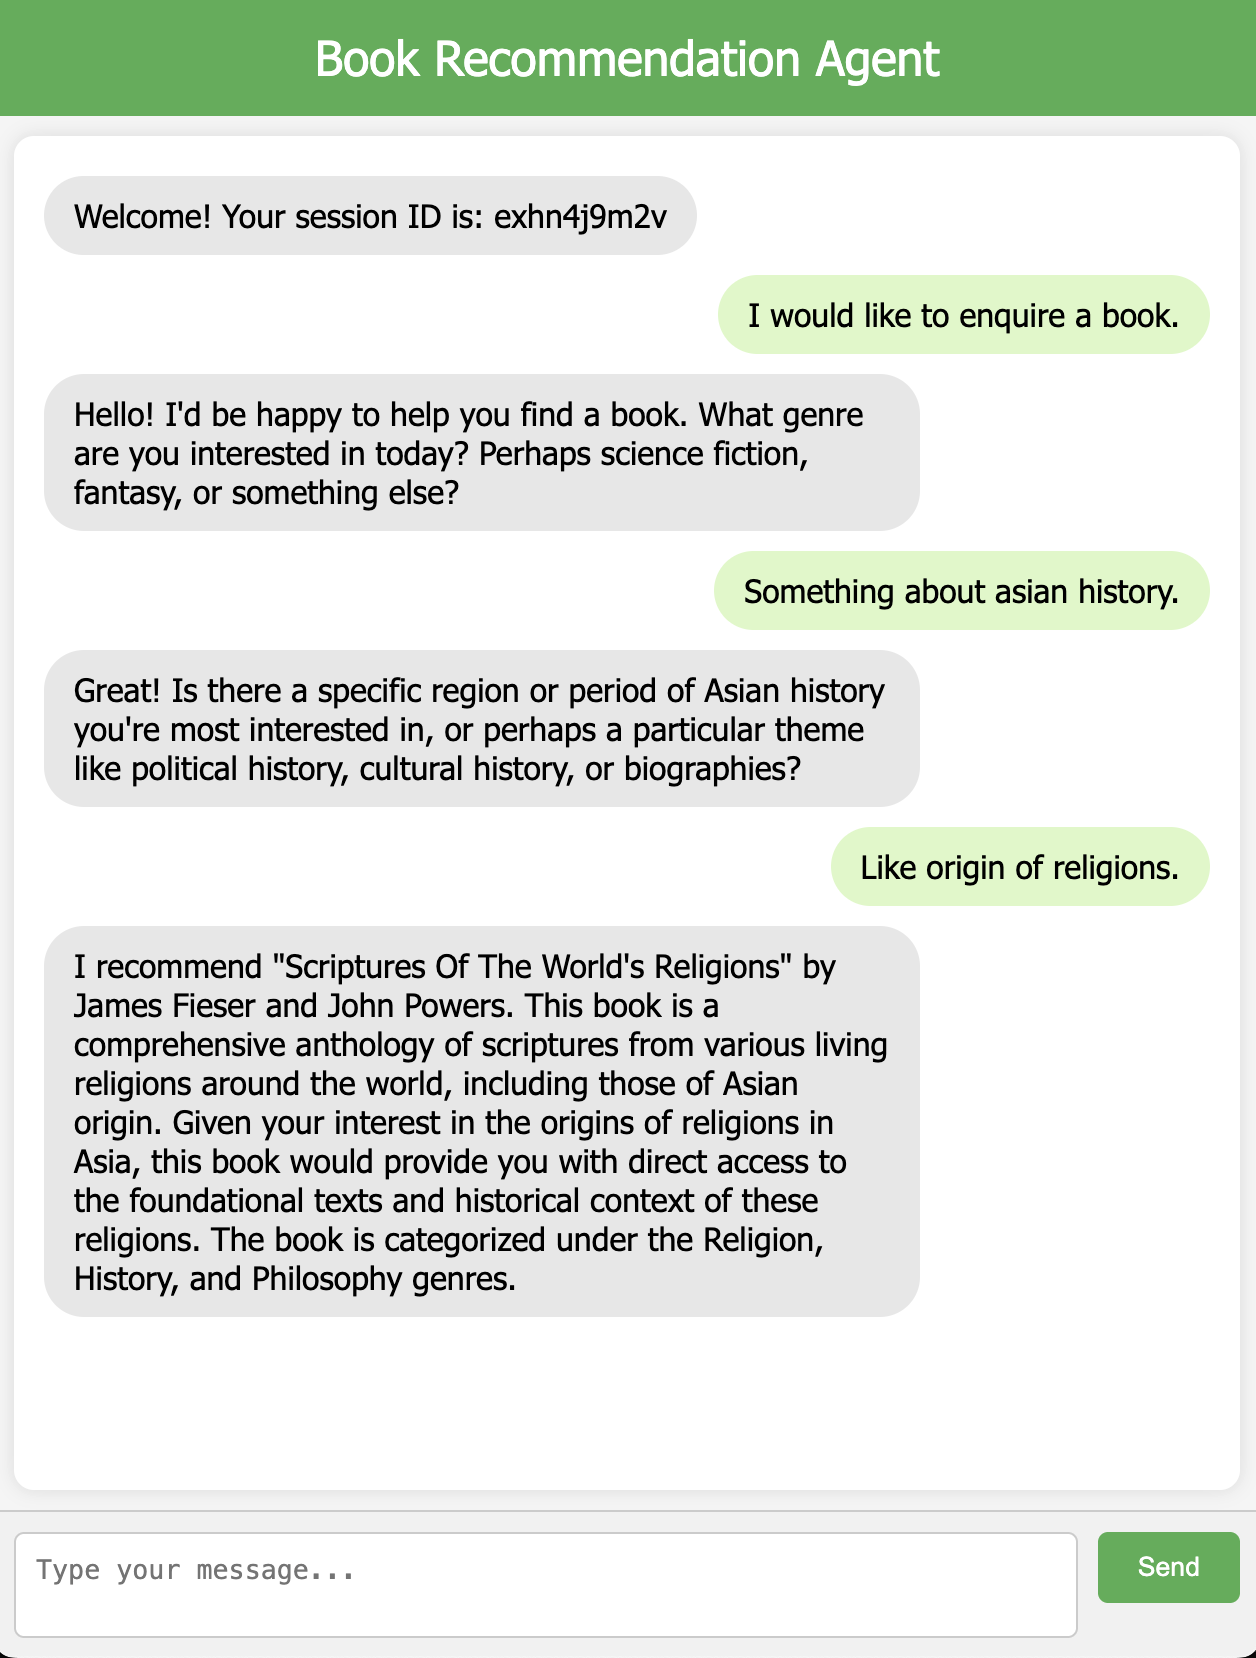 Book Recommendation Agent
Welcome! Your session ID is: exhn4j9m2v
I would like to enquire a book.
Hello! I'd be happy to help you find a book. What genre
are you interested in today? Perhaps science fiction,
fantasy, or something else?
Something about asian history.
Great! Is there a specific region or period of Asian history
you're most interested in, or perhaps a particular theme
like political history, cultural history, or biographies?
Like origin of religions.
I recommend "Scriptures Of The World's Religions" by
James Fieser and John Powers. This book is a
comprehensive anthology of scriptures from various living
religions around the world, including those of Asian
origin. Given your interest in the origins of religions in
Asia, this book would provide you with direct access to
the foundational texts and historical context of these
religions. The book is categorized under the Religion,
History, and Philosophy genres.
Type your message...
Send